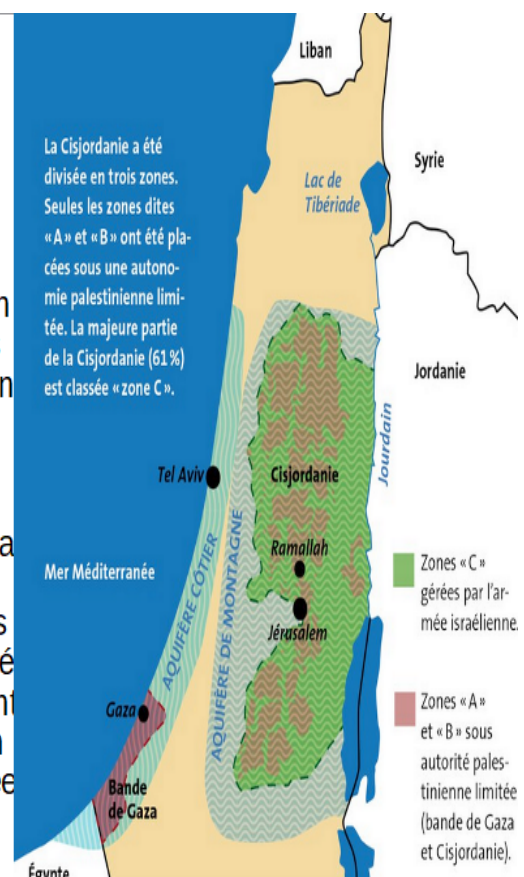 Liban
La Cisjordanie a été
divisée en trois zones.
Seules les zones dites
«A» et «B» ont été pla-
cées sous une autono-
mie palestinienne limi-
tée. La majeure partie
de la Cisjordanie (61%)
est classée «zone C».
Syrie
Lac de
Tibériade
Jordanie
Jourdain
Tel Aviv
Cisjordanie
Ramallah
Mer Méditerranée
AQUIFÈRE CÔTIER
AQUIFÈRE DE MONTAGNE
Jérusalem
Zones «C»
gérées par l'ar-
mée israélienne.
Gaza
Bande
de Gaza
Zones «A»
et «B» sous
autorité pales-
tinienne limitée
(bande de Gaza
et Cisjordanie).
Égypte